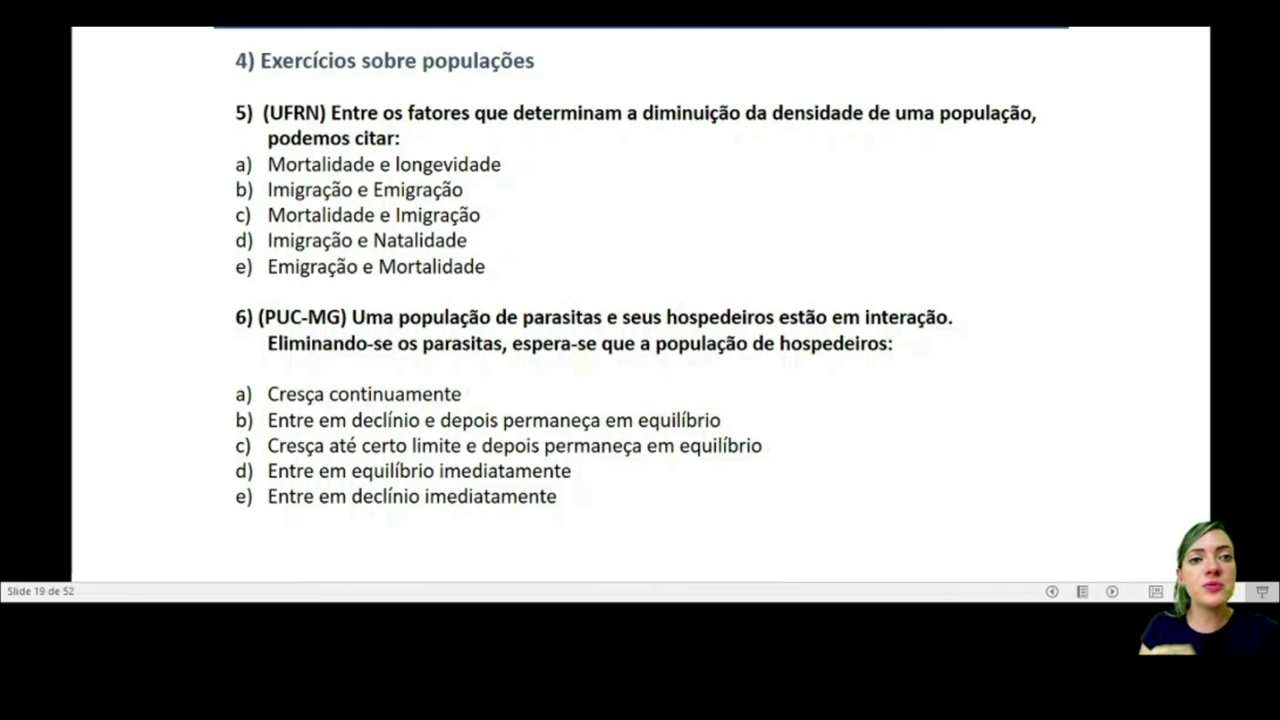 4) Exercícios sobre populações
5) (UFRN) Entre os fatores que determinam a diminuição da densidade de uma população,
podemos citar:
a) Mortalidade e longevidade
b) Imigração e Emigração
c) Mortalidade e Imigração
d) Imigração e Natalidade
e) Emigração e Mortalidade
6) (PUC-MG) Uma população de parasitas e seus hospedeiros estão em interação.
Eliminando-se os parasitas, espera-se que a população de hospedeiros:
a) Cresça continuamente
b) Entre em declínio e depois permaneça em equilíbrio
c) Cresça até certo limite e depois permaneça em equilíbrio
d) Entre em equilíbrio imediatamente
e) Entre em declínio imediatamente
Slide 19 de 52